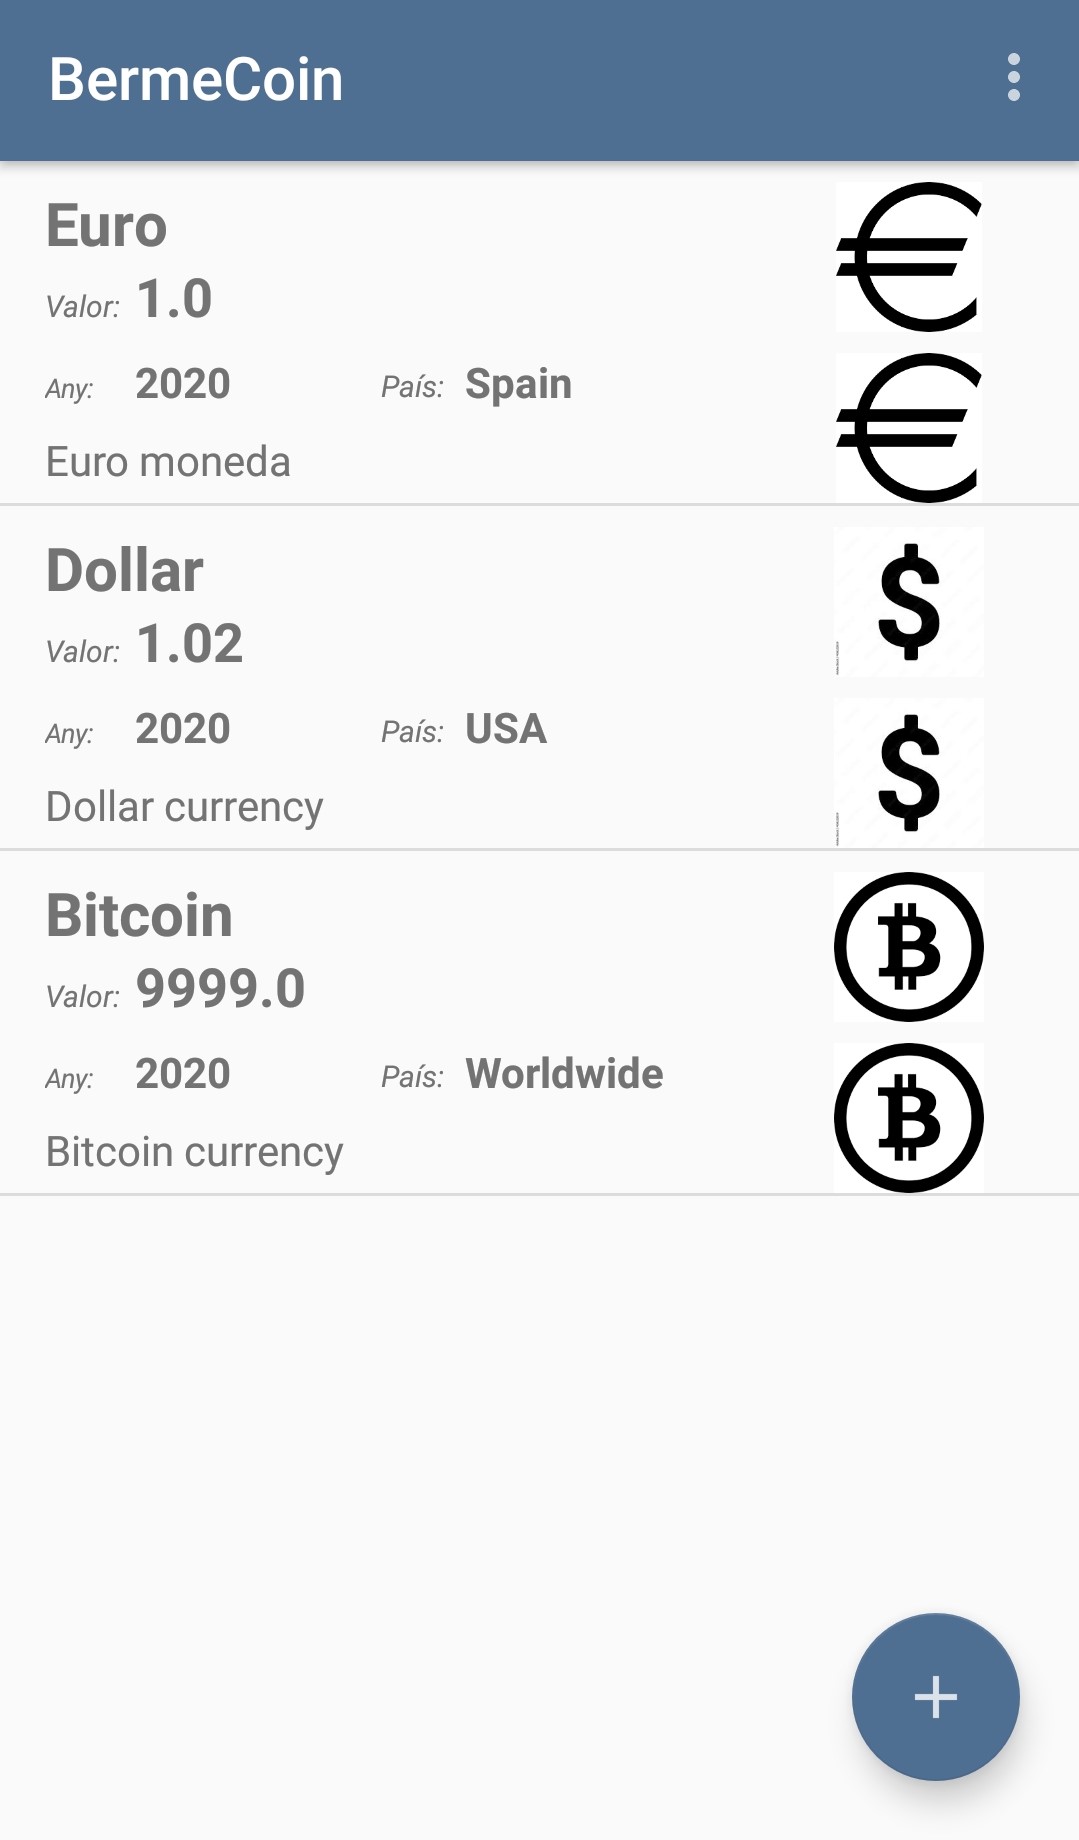 BermeCoin
Euro
Valor: 1.0
Any: 2020 País: Spain
Euro moneda
Dollar
Valor: 1.02
Any: 2020 País: USA
Dollar currency
Bitcoin
Valor: 9999.0
Any: 2020 País: Worldwide
Bitcoin currency